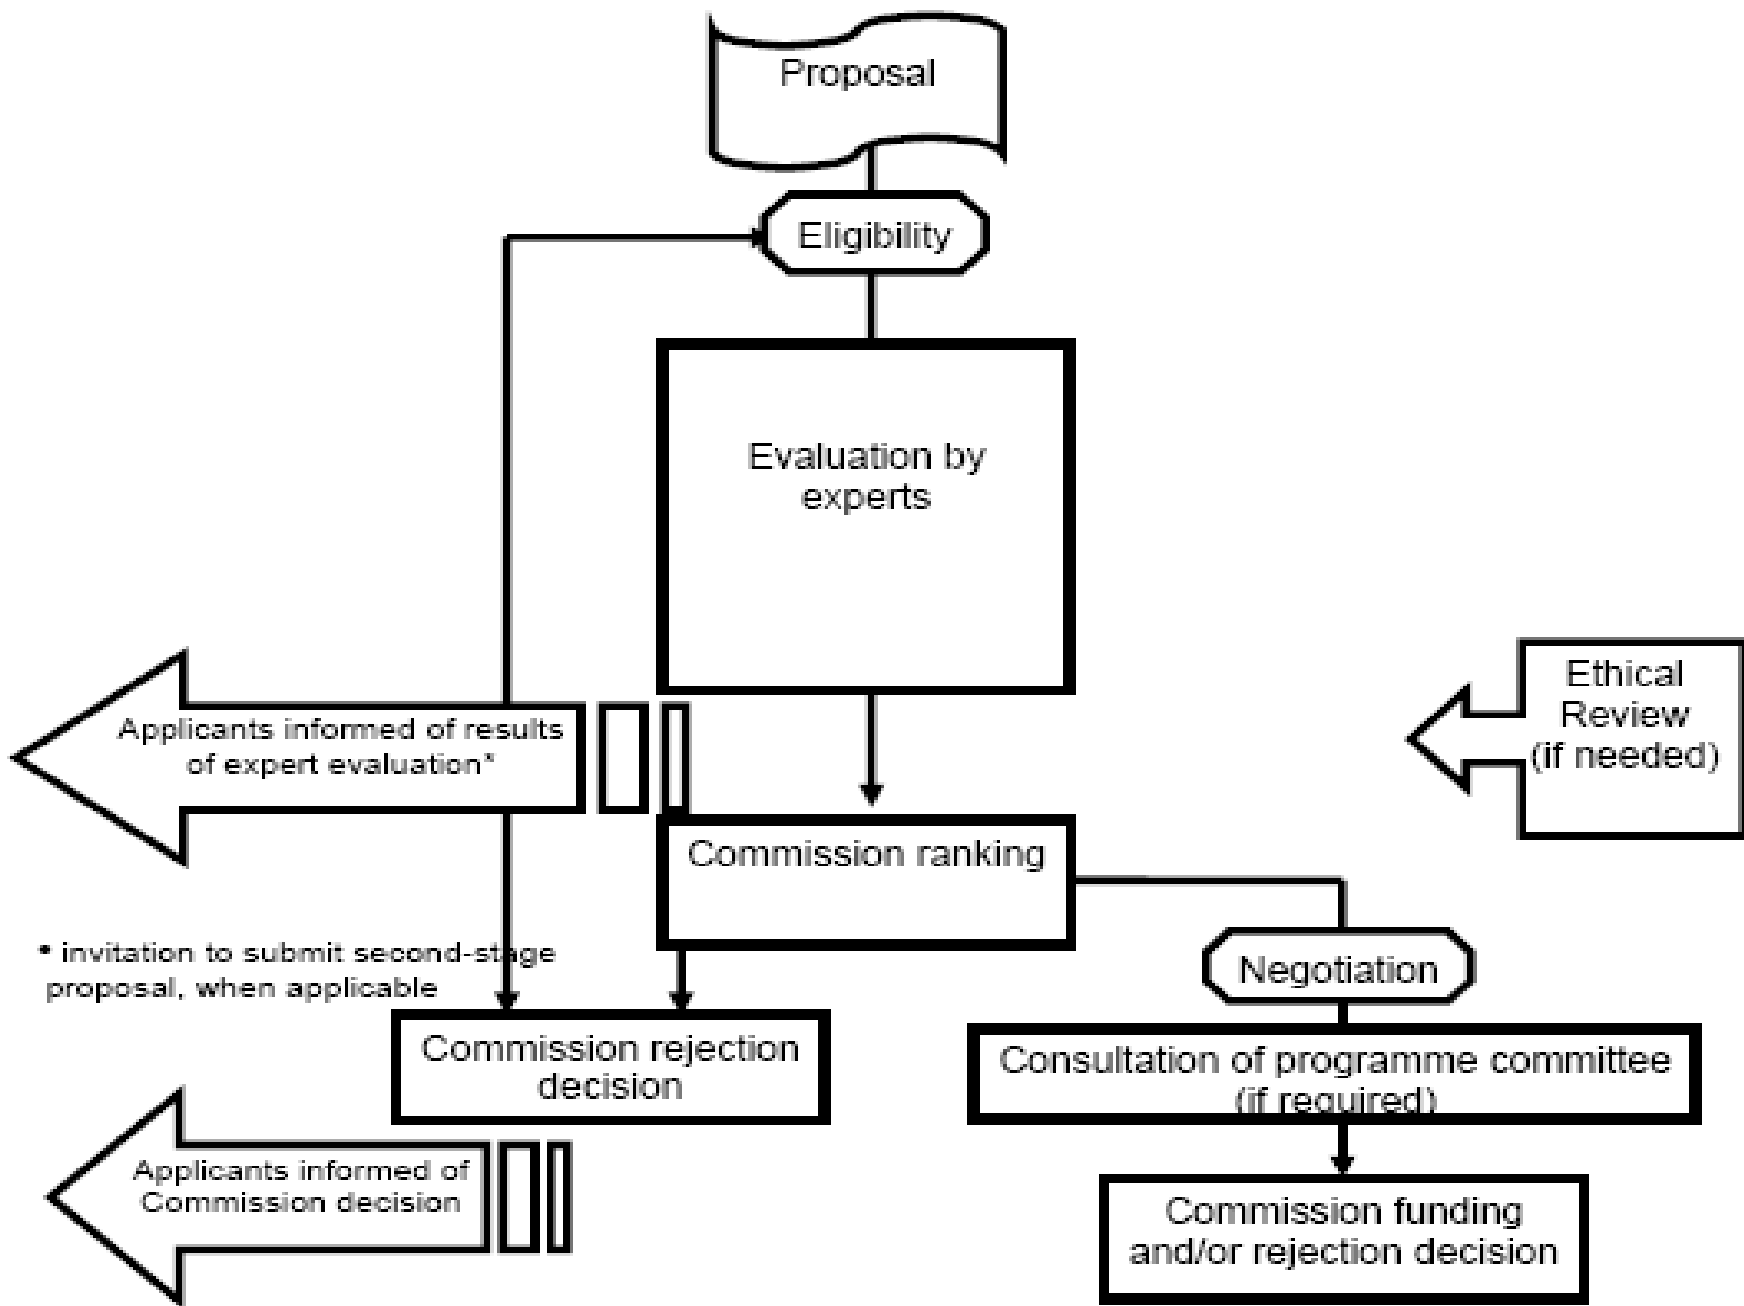 Proposal
Eligibility
Evaluation by
experts
Ethical
Review
(if needed)
Applicants informed of results
of expert evaluation*
Commission ranking
* invitation to submit second-stage
proposal, when applicable
Negotiation
Commission rejection
decision
Consultation of programme committee
(if required)
Applicants informed of
Commission decision
Commission funding
and/or rejection decision